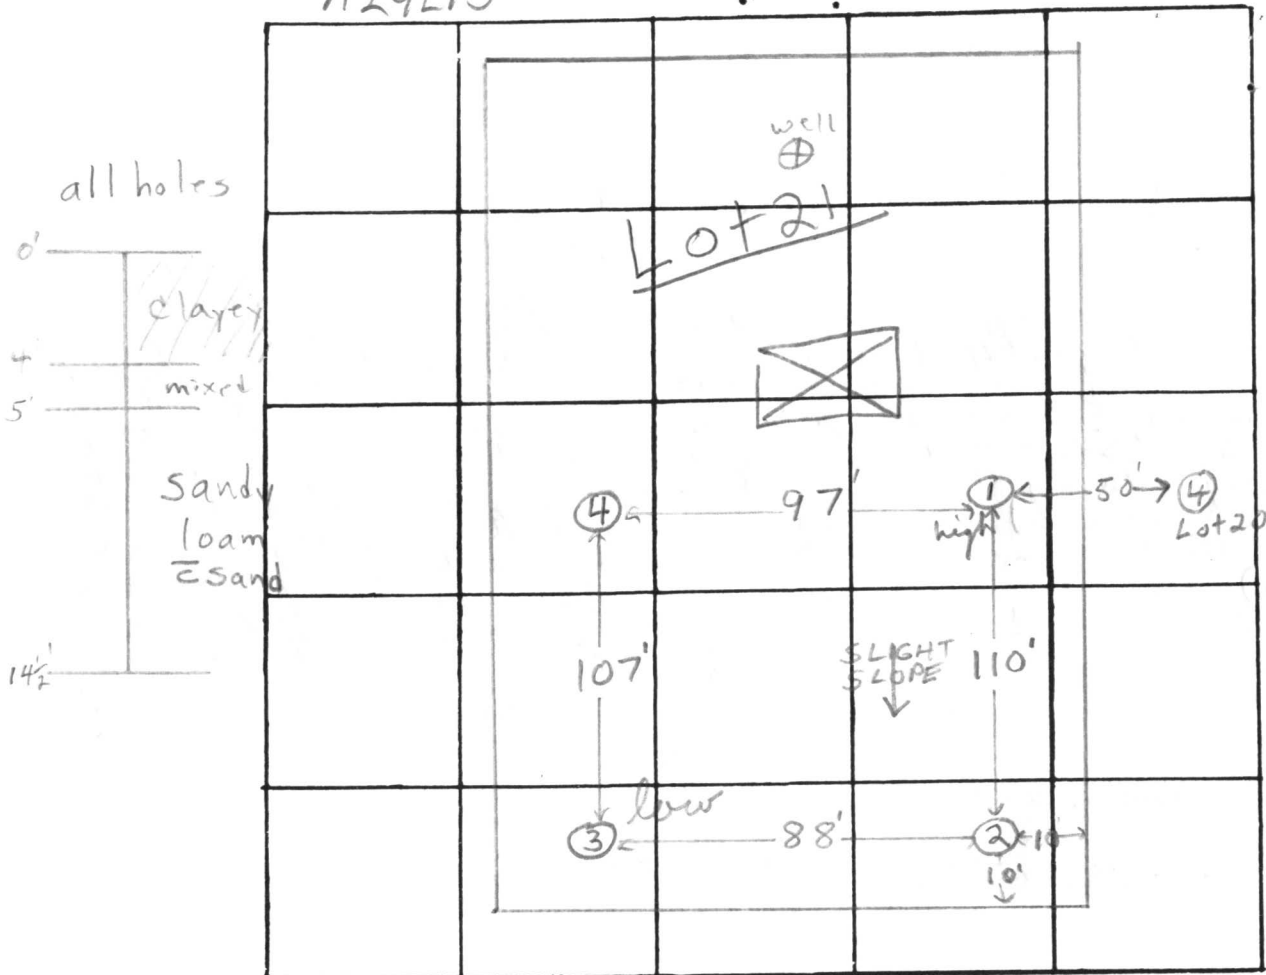 all holes
0'
clayey
4'
mixed
5'
Sandy
loam
c̅ sand
14½'
well
Lot 21
4
97'
1
high
50'
4
Lot 20
107'
SLIGHT
SLOPE
110'
low
3
88'
2
10'
10'